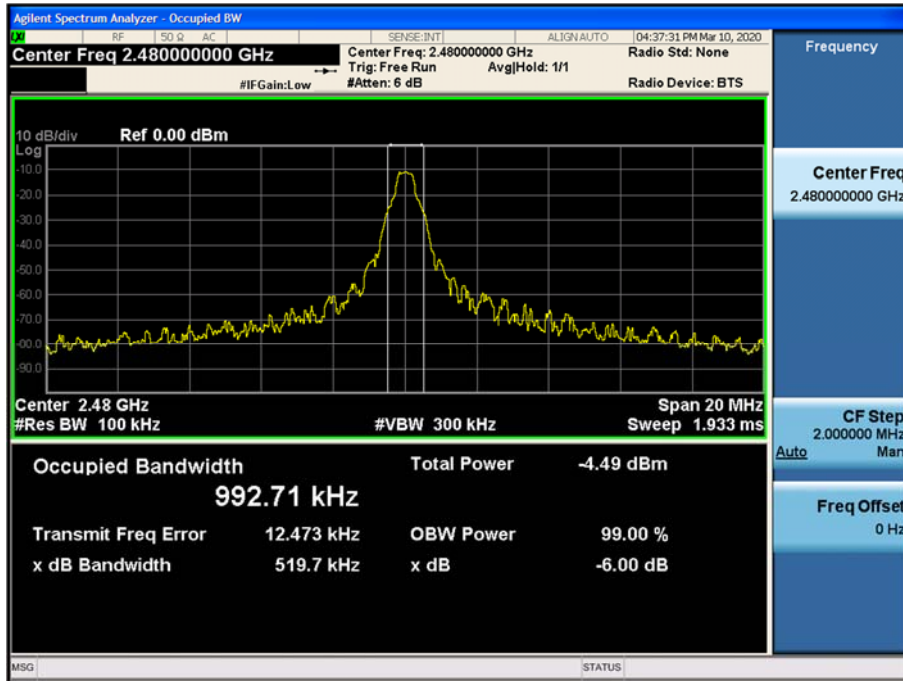 Agilent Spectrum Analyzer - Occupied BW
LXI RF 50 Ω AC SENSE:INT ALIGN AUTO 04:37:31 PM Mar 10, 2020
Center Freq 2.480000000 GHz
Center Freq: 2.480000000 GHz
Radio Std: None
Trig: Free Run Avg|Hold: 1/1
#IFGain:Low #Atten: 6 dB Radio Device: BTS
10 dB/div Ref 0.00 dBm
Log
-10.0
-20.0
-30.0
-40.0
-50.0
-60.0
-70.0
-90.0
Center 2.48 GHz Span 20 MHz
#Res BW 100 kHz #VBW 300 kHz Sweep 1.933 ms
Occupied Bandwidth Total Power -4.49 dBm
992.71 kHz
Transmit Freq Error 12.473 kHz OBW Power 99.00 %
x dB Bandwidth 519.7 kHz x dB -6.00 dB
MSG STATUS
Frequency
Center Freq
2.480000000 GHz
CF Step
2.000000 MHz
Auto Man
Freq Offset
0 Hz